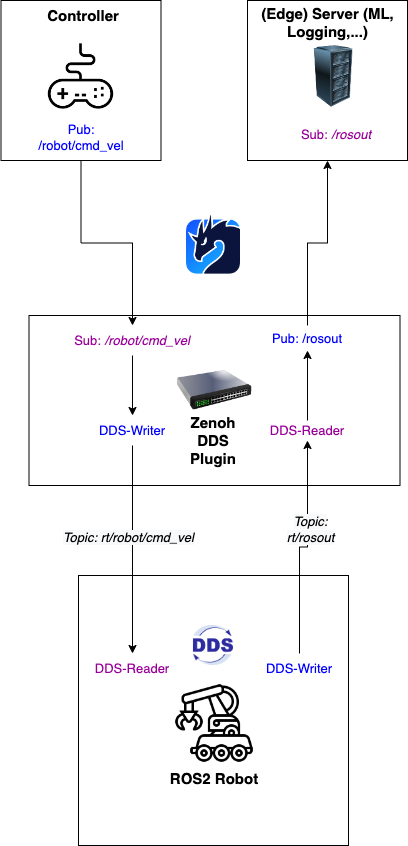 Controller
Pub:
/robot/cmd_vel
(Edge) Server (ML,
Logging,...)
Sub: /rosout
Sub: /robot/cmd_vel
Pub: /rosout
DDS-Writer
Zenoh
DDS
Plugin
DDS-Reader
Topic: rt/robot/cmd_vel
Topic:
rt/rosout
DDS
DDS-Reader
DDS-Writer
ROS2 Robot